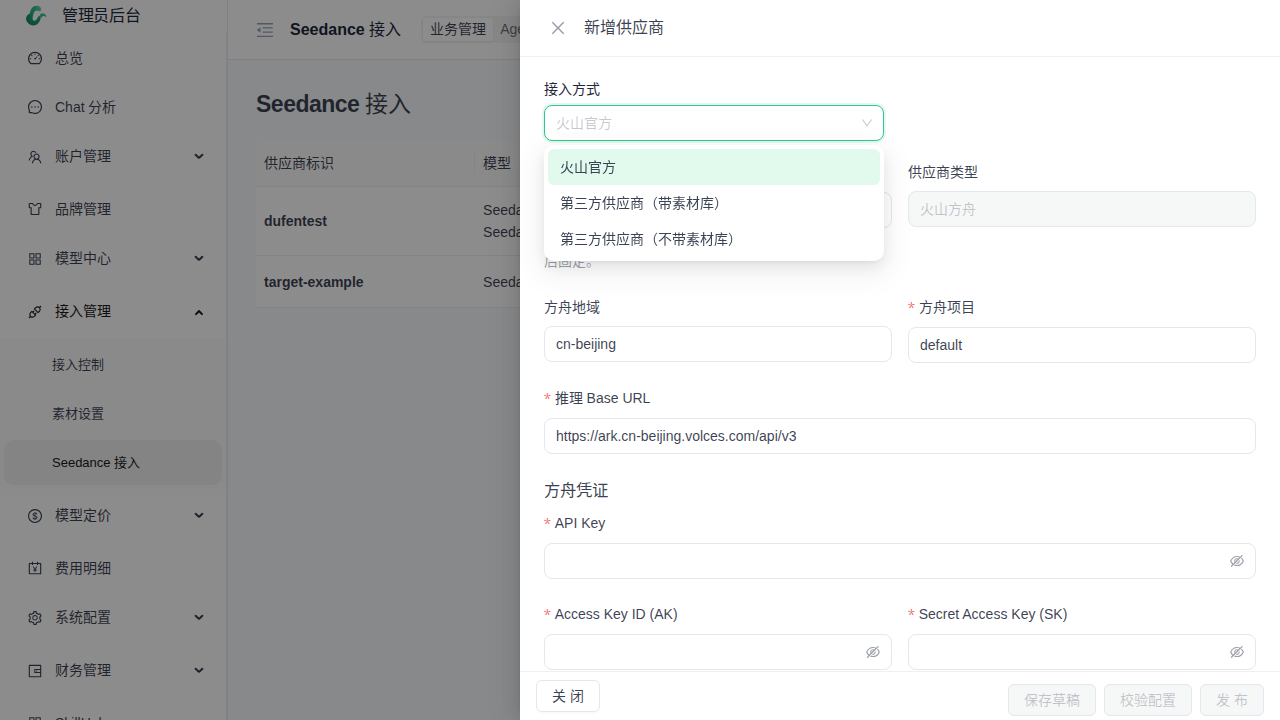 管理员后台
总览
Chat 分析
账户管理
品牌管理
模型中心
接入管理
接入控制
素材设置
Seedance 接入
模型定价
费用明细
系统配置
财务管理
Seedance 接入
业务管理
Seedance 接入
供应商标识
模型
dufentest
target-example
新增供应商
接入方式
火山官方
火山官方
第三方供应商（带素材库）
第三方供应商（不带素材库）
供应商类型
火山方舟
后固定。
方舟地域
* 方舟项目
cn-beijing
default
* 推理 Base URL
https://ark.cn-beijing.volces.com/api/v3
方舟凭证
* API Key
* Access Key ID (AK)
* Secret Access Key (SK)
关 闭
保存草稿
校验配置
发 布